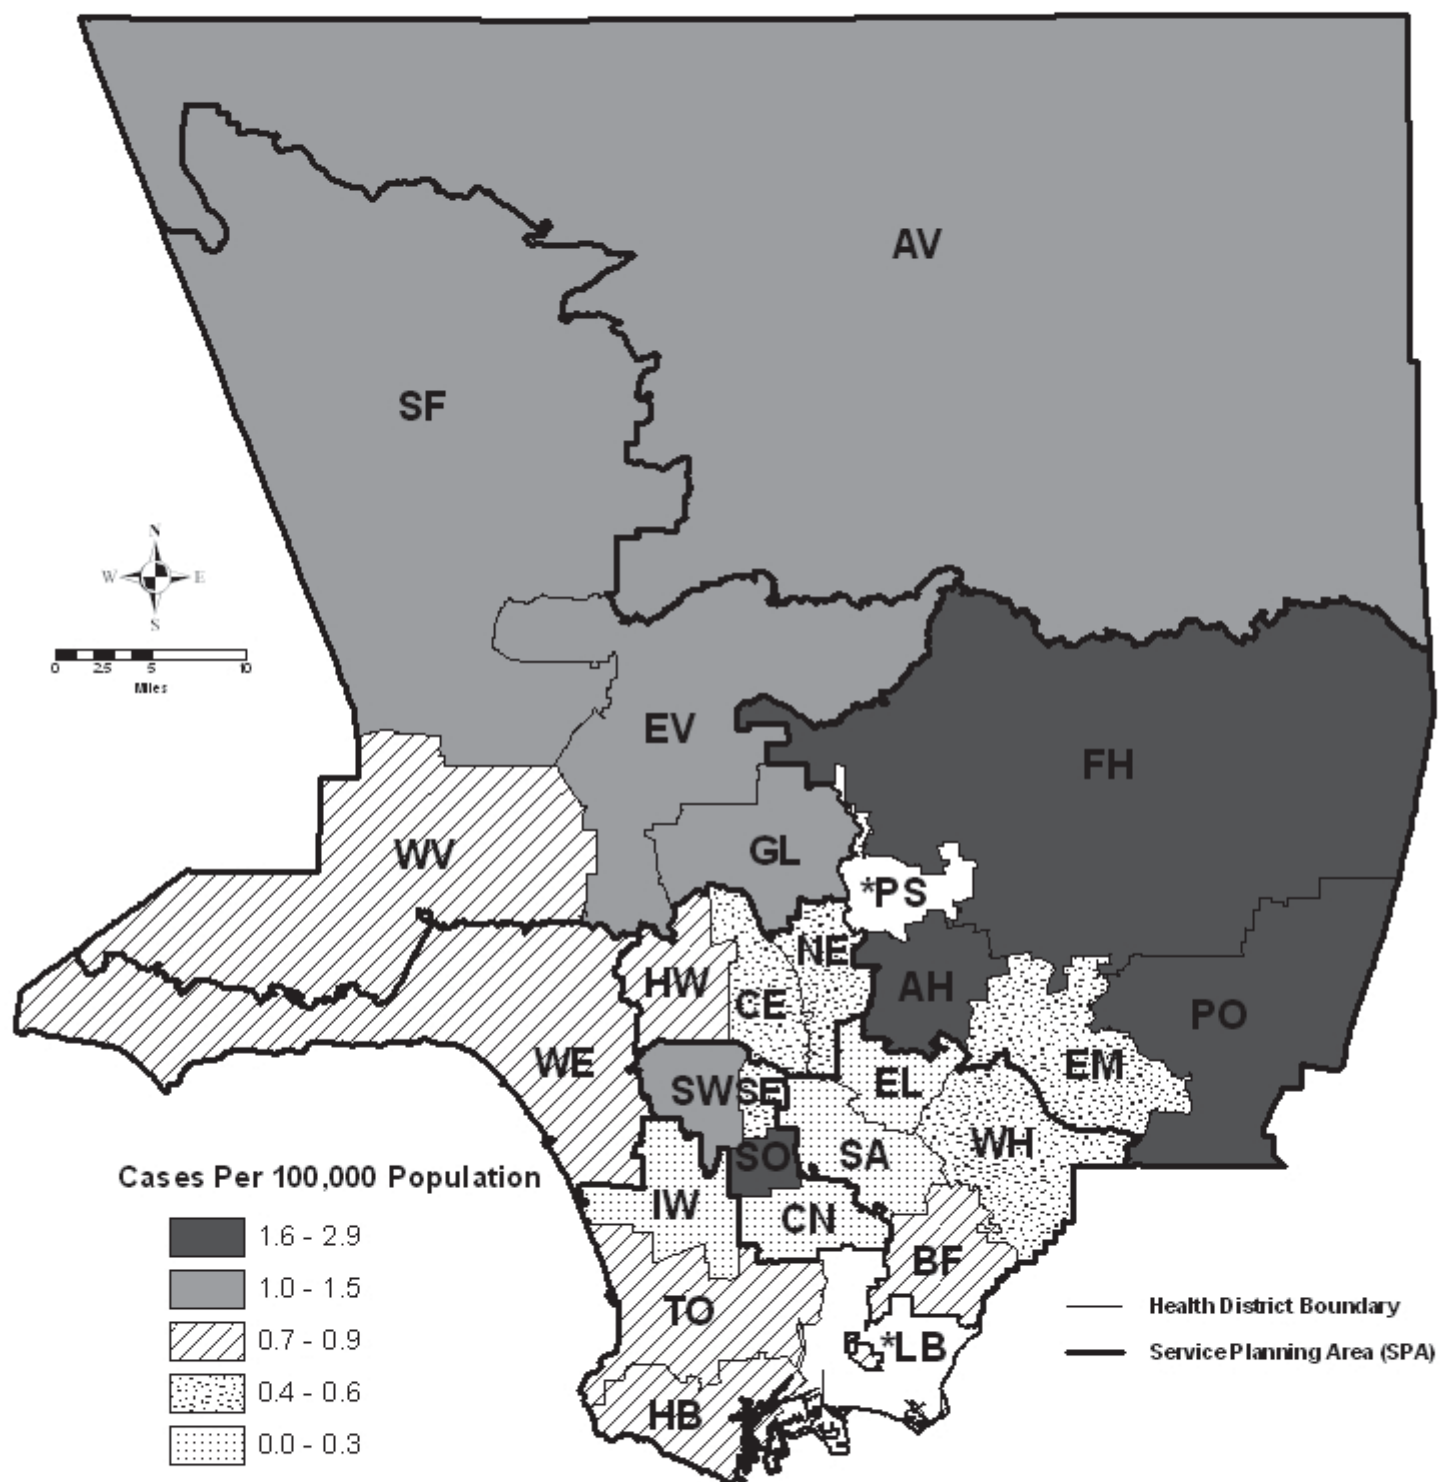 AV
SF
N
W E
S
0 2.5 5 10
Miles
EV
FH
WV
GL
*PS
NE
HW
AH
CE
PO
WE
EM
SW
SE
EL
WH
SO
SA
IW
CN
BF
TO
*LB
HB
Cases Per 100,000 Population
1.6 - 2.9
1.0 - 1.5
0.7 - 0.9
0.4 - 0.6
0.0 - 0.3
Health District Boundary
Service Planning Area (SPA)